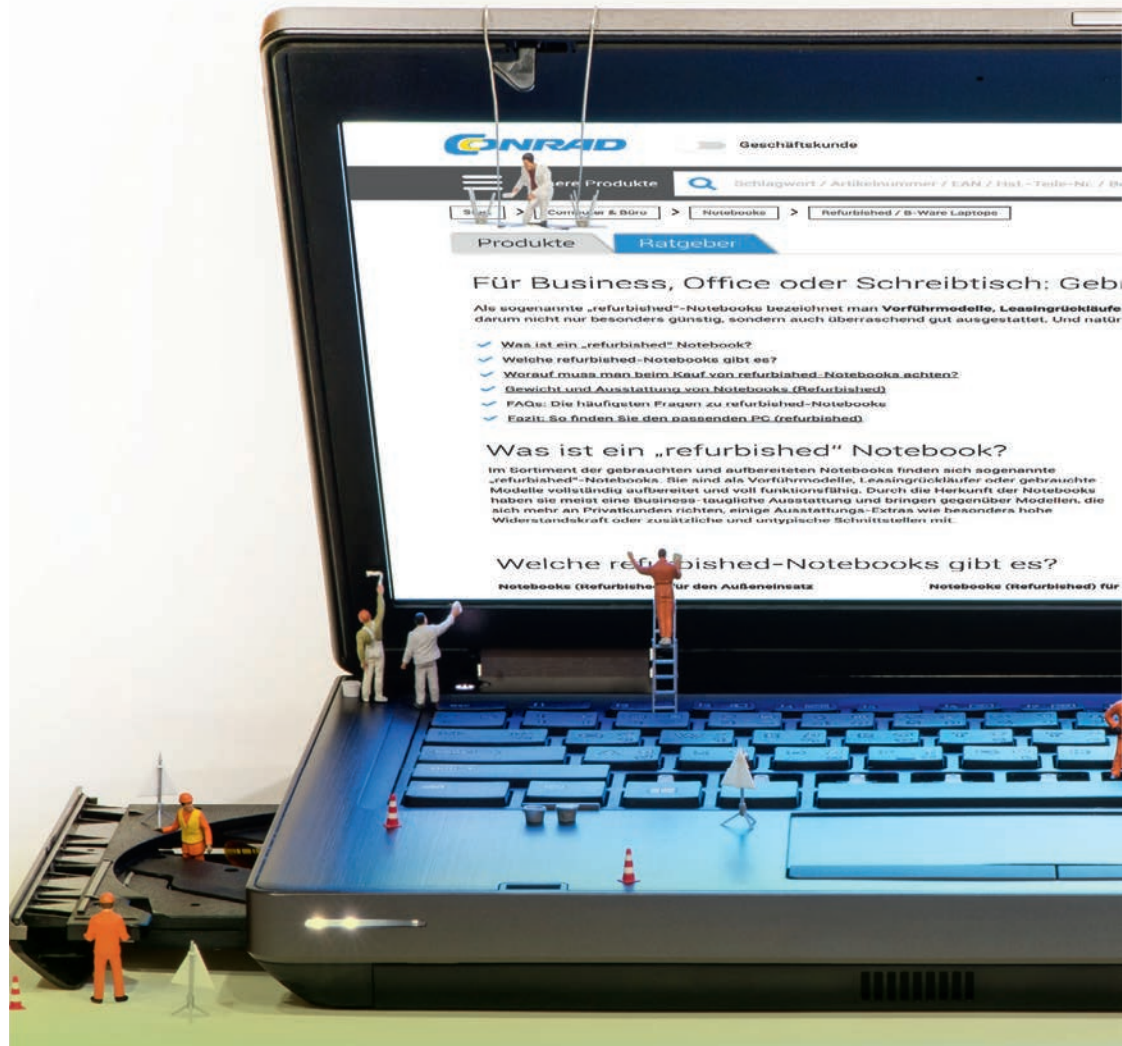 CONRAD
Geschäftskunde
Produkte
Schlagwort / Artikelnummer / EAN / Hst.-Teile-Nr. / Be
> Computer & Büro > Notebooks > Refurbished / B-Ware Laptops
Produkte Ratgeber
Für Business, Office oder Schreibtisch: Gebr
Als sogenannte „refurbished“-Notebooks bezeichnet man Vorführmodelle, Leasingrückläufe
darum nicht nur besonders günstig, sondern auch überraschend gut ausgestattet. Und natür
Was ist ein „refurbished“ Notebook?
Welche refurbished-Notebooks gibt es?
Worauf muss man beim Kauf von refurbished-Notebooks achten?
Gewicht und Ausstattung von Notebooks (Refurbished)
FAQs: Die häufigsten Fragen zu refurbished-Notebooks
Fazit: So finden Sie den passenden PC (refurbished)
Was ist ein „refurbished“ Notebook?
Im Sortiment der gebrauchten und aufbereiteten Notebooks finden sich sogenannte
„refurbished“-Notebooks. Sie sind als Vorführmodelle, Leasingrückläufer oder gebrauchte
Modelle vollständig aufbereitet und voll funktionsfähig. Durch die Herkunft der Notebooks
haben sie meist eine Business-taugliche Ausstattung und bringen gegenüber Modellen, die
sich mehr an Privatkunden richten, einige Ausstattungs-Extras wie besonders hohe
Widerstandskraft oder zusätzliche und untypische Schnittstellen mit.
Welche refurbished-Notebooks gibt es?
Notebooks (Refurbished) für den Außeneinsatz Notebooks (Refurbished) für